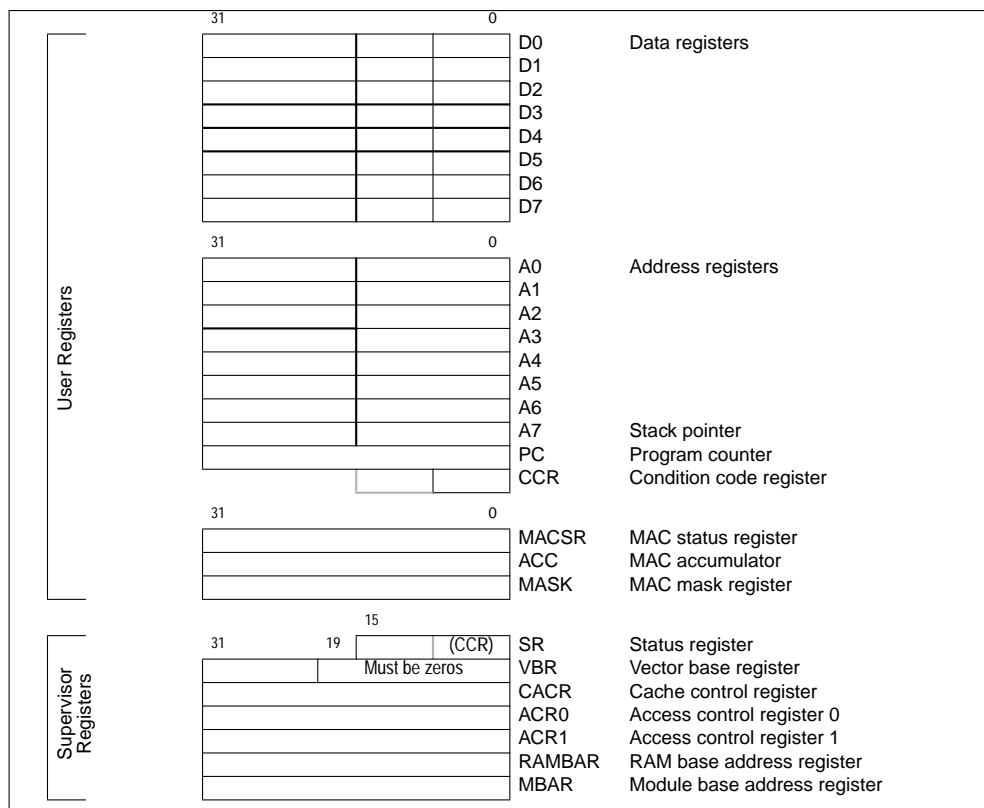 31 0
D0 Data registers
D1
D2
D3
D4
D5
D6
D7
31 0
A0 Address registers
A1
A2
A3
A4
A5
A6
A7 Stack pointer
PC Program counter
CCR Condition code register
User Registers
31 0
MACSR MAC status register
ACC MAC accumulator
MASK MAC mask register
15
31 19 (CCR) SR Status register
Must be zeros VBR Vector base register
CACR Cache control register
ACR0 Access control register 0
ACR1 Access control register 1
RAMBAR RAM base address register
MBAR Module base address register
Supervisor
Registers